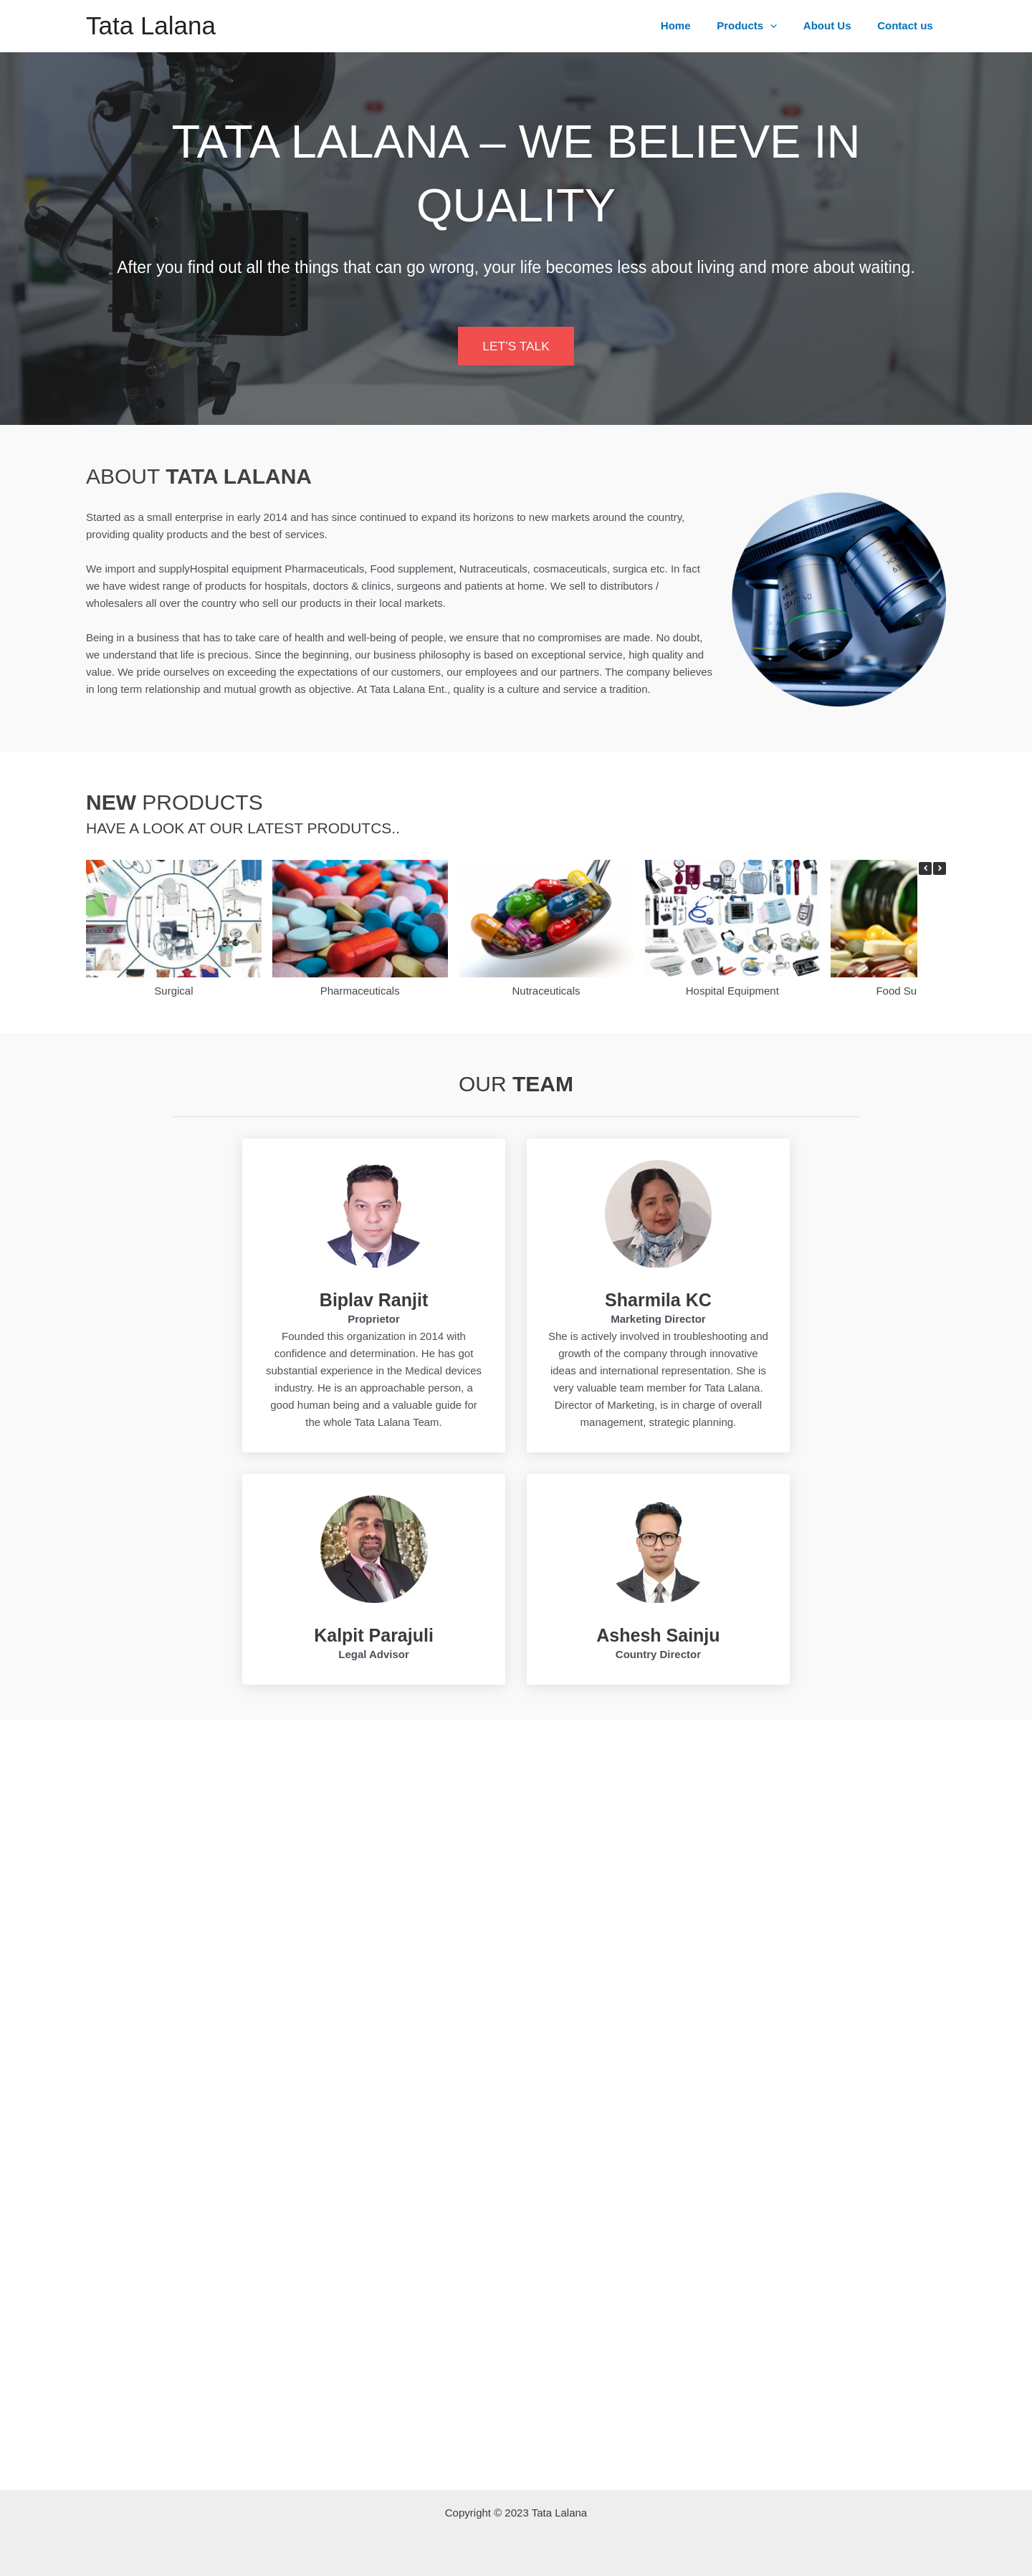 Tata Lalana
Home
Products
About Us
Contact us
TATA LALANA – WE BELIEVE IN
QUALITY
After you find out all the things that can go wrong, your life becomes less about living and more about waiting.
LET'S TALK
ABOUT TATA LALANA
Started as a small enterprise in early 2014 and has since continued to expand its horizons to new markets around the country,
providing quality products and the best of services.
We import and supplyHospital equipment Pharmaceuticals, Food supplement, Nutraceuticals, cosmaceuticals, surgica etc. In fact
we have widest range of products for hospitals, doctors & clinics, surgeons and patients at home. We sell to distributors /
wholesalers all over the country who sell our products in their local markets.
Being in a business that has to take care of health and well-being of people, we ensure that no compromises are made. No doubt,
we understand that life is precious. Since the beginning, our business philosophy is based on exceptional service, high quality and
value. We pride ourselves on exceeding the expectations of our customers, our employees and our partners. The company believes
in long term relationship and mutual growth as objective. At Tata Lalana Ent., quality is a culture and service a tradition.
NEW PRODUCTS
HAVE A LOOK AT OUR LATEST PRODUTCS..
Surgical
Pharmaceuticals
Nutraceuticals
Hospital Equipment
Food Su
OUR TEAM
Biplav Ranjit
Proprietor
Founded this organization in 2014 with
confidence and determination. He has got
substantial experience in the Medical devices
industry. He is an approachable person, a
good human being and a valuable guide for
the whole Tata Lalana Team.
Sharmila KC
Marketing Director
She is actively involved in troubleshooting and
growth of the company through innovative
ideas and international representation. She is
very valuable team member for Tata Lalana.
Director of Marketing, is in charge of overall
management, strategic planning.
Kalpit Parajuli
Legal Advisor
Ashesh Sainju
Country Director
Copyright © 2023 Tata Lalana